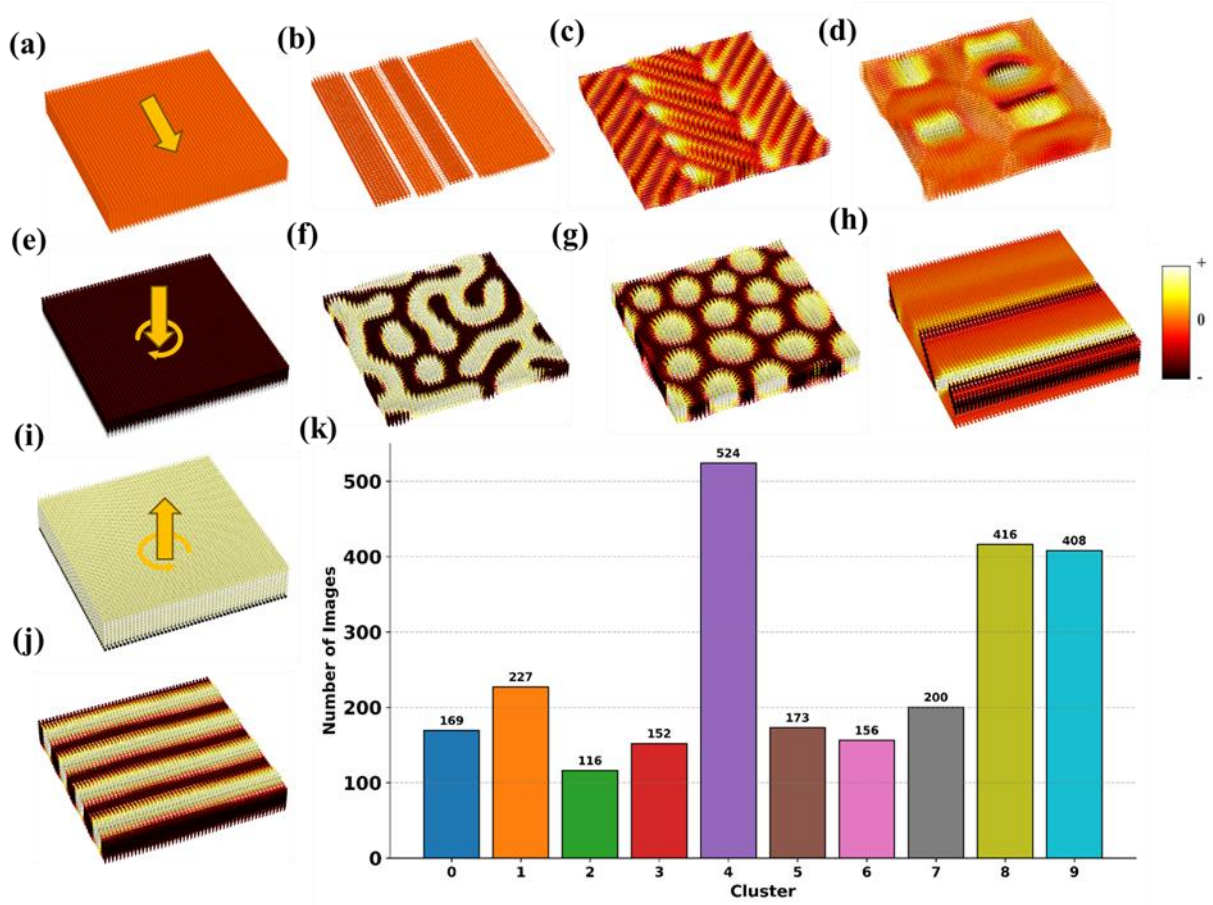 (a)
(b)
(c)
(d)
(e)
(f)
(g)
(h)
+
0
-
(i)
(j)
(k)
Number of Images
500
400
300
200
100
0
169
227
116
152
524
173
156
200
416
408
0 1 2 3 4 5 6 7 8 9
Cluster